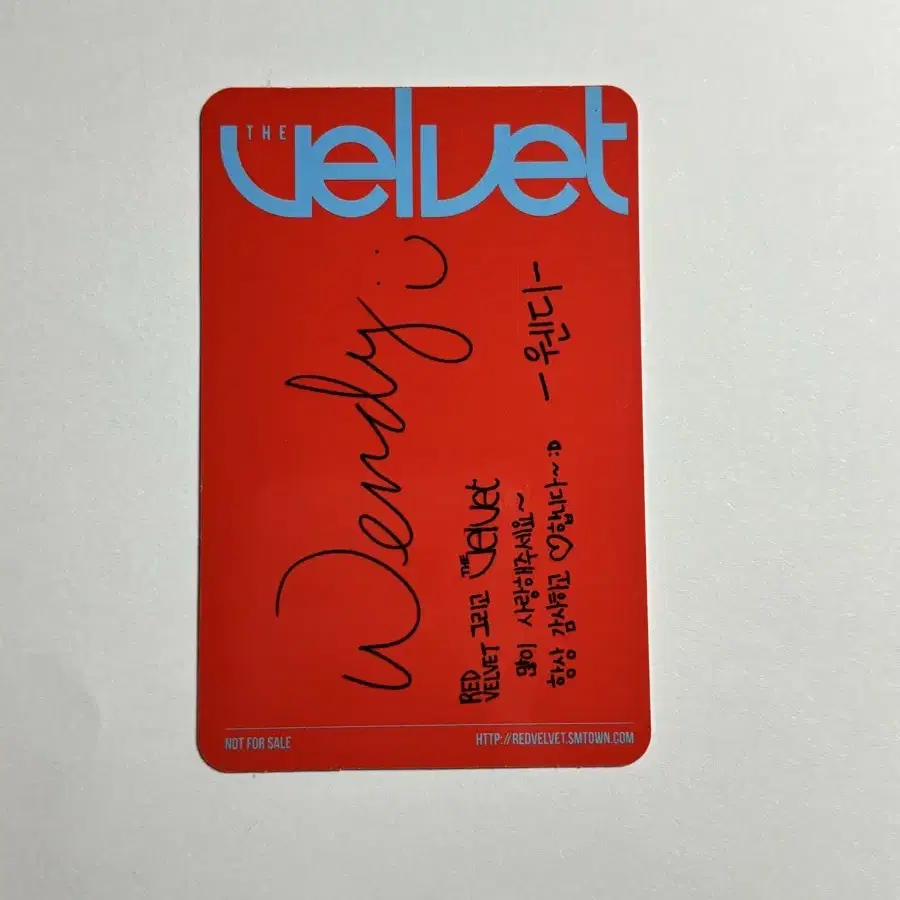 THE
velvet
Wendy :)
RED VELVET 그리고 THE velvet
많이 사랑해주세요~
항상 감사하고 ♡합니다~ :D
- 웬디 -
NOT FOR SALE
HTTP://REDVELVET.SMTOWN.COM